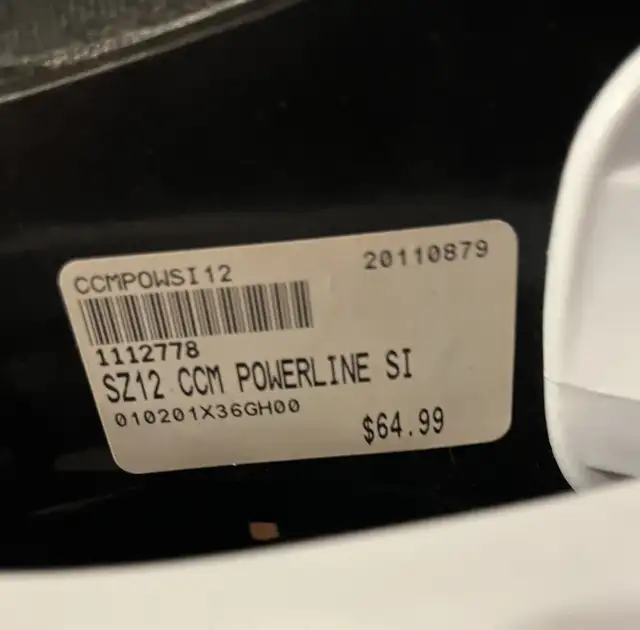 CCMPOWSI12 20110879
1112778
SZ12 CCM POWERLINE SI
010201X36GH00
$64.99